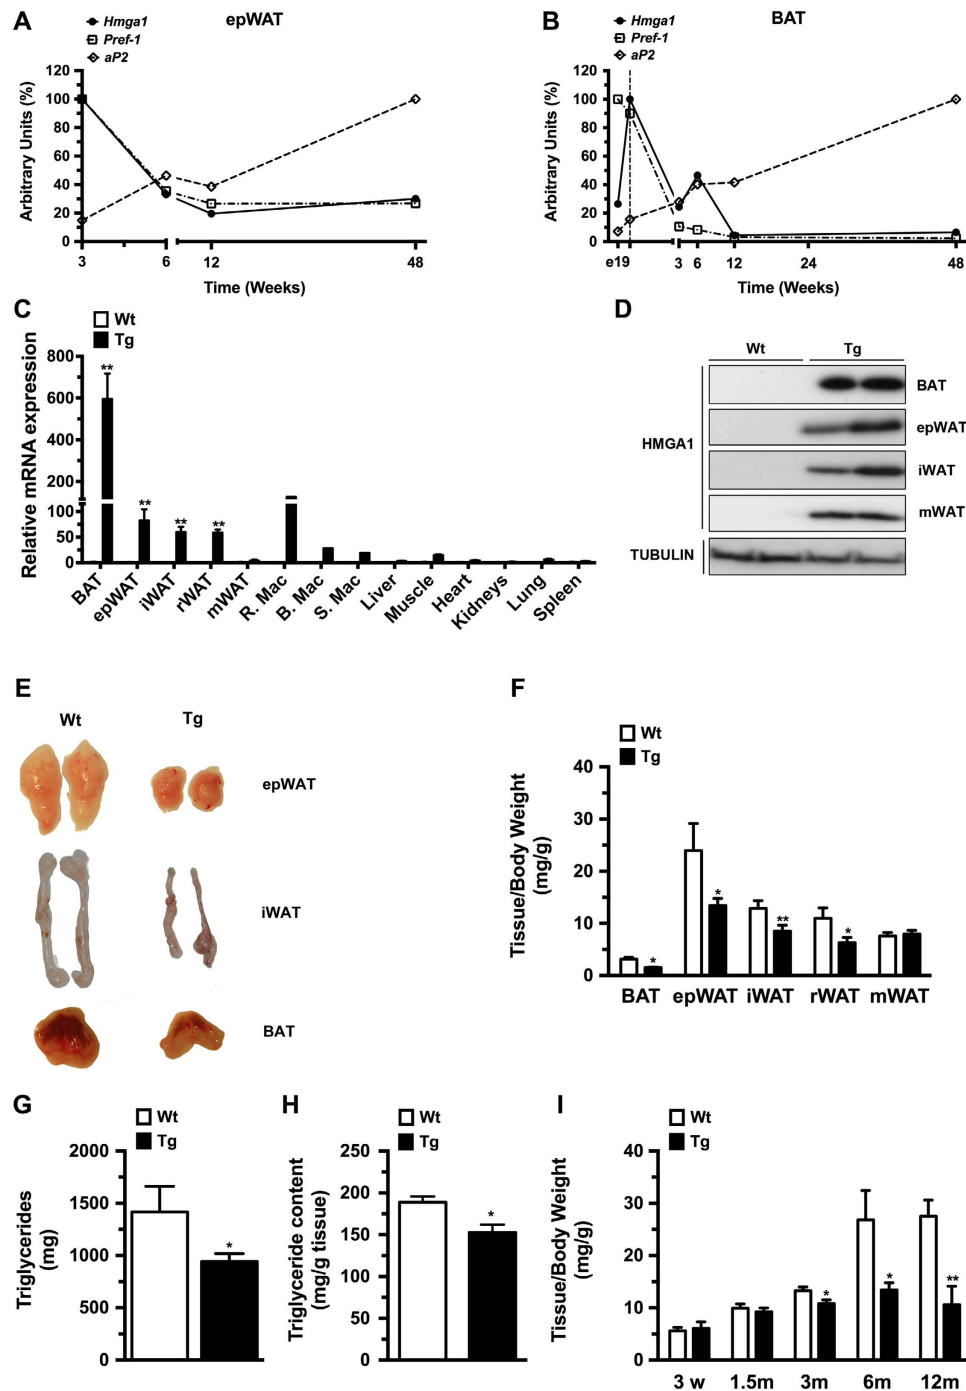 A
epWAT
Hmga1
Pref-1
aP2
Arbitrary Units (%)
120
100
80
60
40
20
0
3
6
12
48
Time (Weeks)
B
BAT
Hmga1
Pref-1
aP2
Arbitrary Units (%)
120
100
80
60
40
20
0
e19
3
6
12
24
48
Time (Weeks)
C
Wt
Tg
Relative mRNA expression
800
600
400
200
100
50
0
**
**
**
**
BAT
epWAT
iWAT
rWAT
mWAT
R. Mac
B. Mac
S. Mac
Liver
Muscle
Heart
Kidneys
Lung
Spleen
D
Wt
Tg
HMGA1
BAT
epWAT
iWAT
mWAT
TUBULIN
E
Wt
Tg
epWAT
iWAT
BAT
F
Wt
Tg
Tissue/Body Weight
(mg/g)
40
30
20
10
0
*
*
**
*
BAT
epWAT
iWAT
rWAT
mWAT
G
Wt
Tg
Triglycerides
(mg)
2000
1500
1000
500
0
*
H
Wt
Tg
Triglyceride content
(mg/g tissue)
250
200
150
100
50
0
*
I
Wt
Tg
Tissue/Body Weight
(mg/g)
40
30
20
10
0
*
*
**
3 w
1.5m
3m
6m
12m